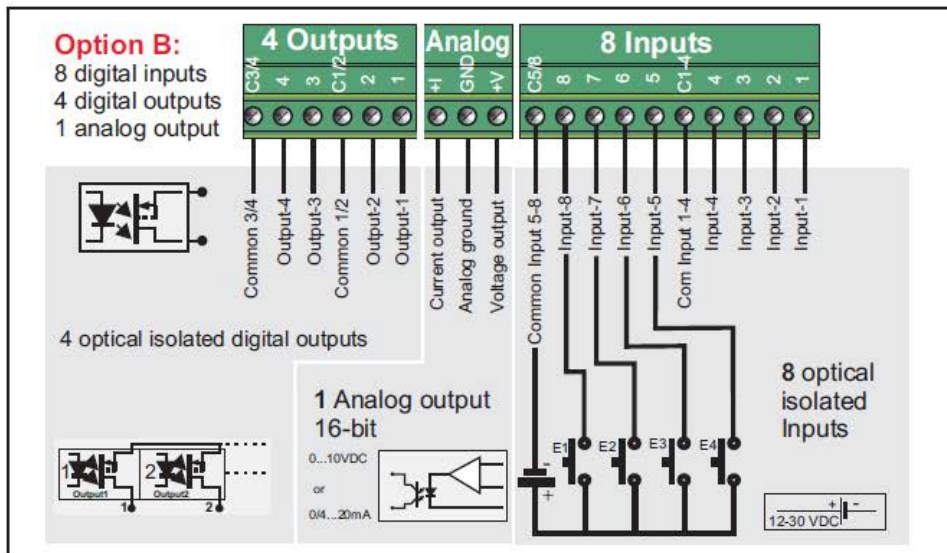 Option B:
8 digital inputs
4 digital outputs
1 analog output
4 Outputs
C3/4 4 3 C1/2 2 1
Analog
+I GND +V
8 Inputs
C5/8 8 7 6 5 C1-4 4 3 2 1
Common 3/4
Output-4
Output-3
Common 1/2
Output-2
Output-1
Current output
Analog ground
Voltage output
Common Input 5-8
Input-8
Input-7
Input-6
Input-5
Com Input 1-4
Input-4
Input-3
Input-2
Input-1
4 optical isolated digital outputs
1 2
Output1 Output2
1 2
1 Analog output
16-bit
0...10VDC
or
0/4...20mA
E1 E2 E3 E4
-
+
8 optical
isolated
Inputs
+ -
12-30 VDC